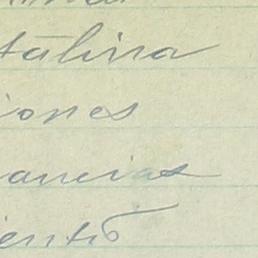 talina
iones
ancias
iento